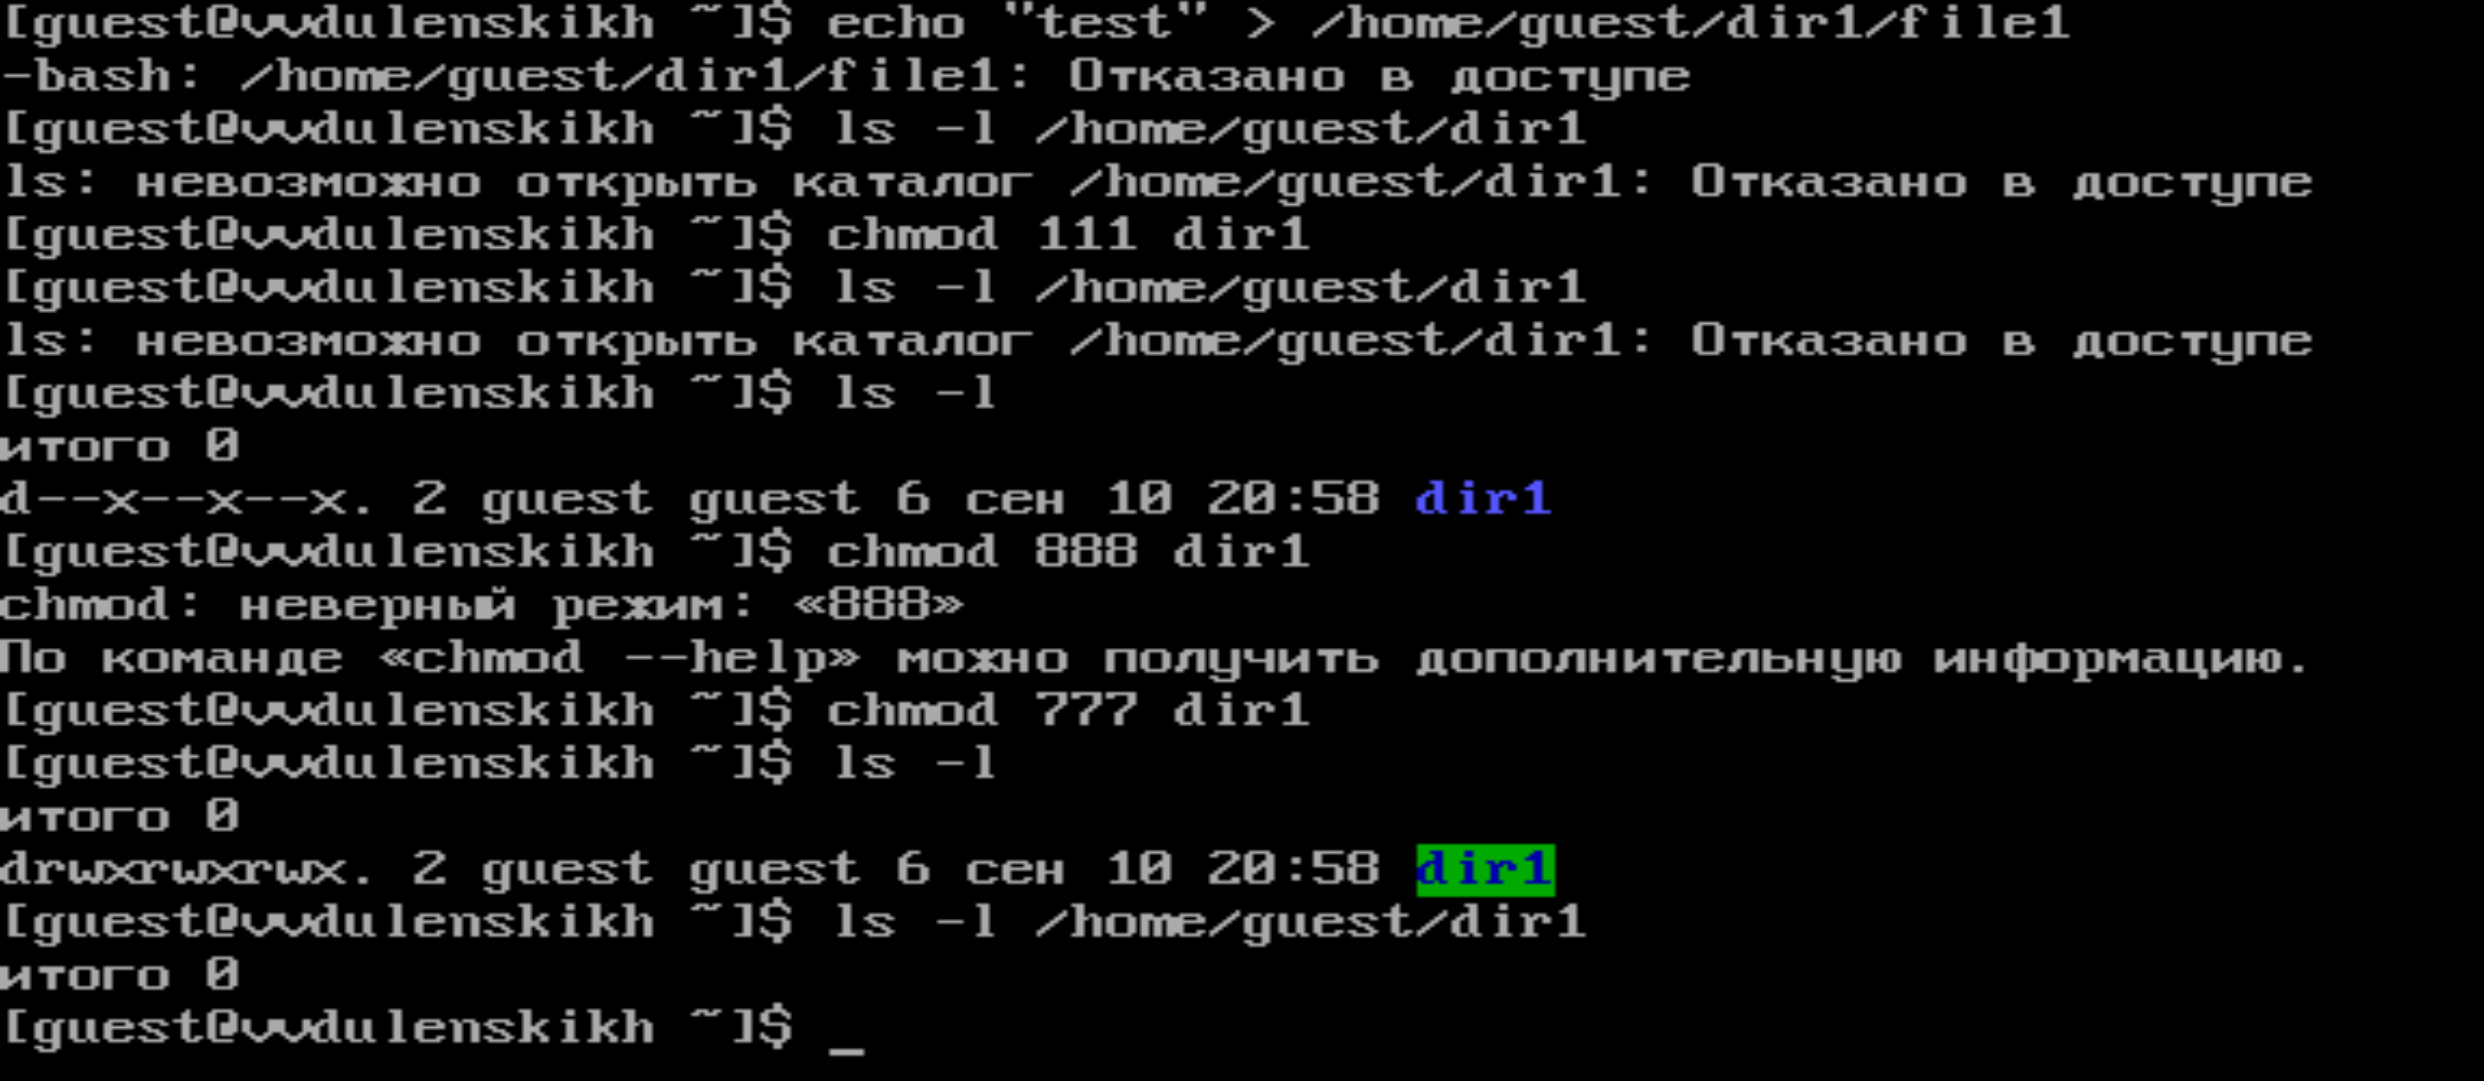 [guest@vvdulenskikh ~]$ echo "test" > /home/guest/dir1/file1
-bash: /home/guest/dir1/file1: Отказано в доступе
[guest@vvdulenskikh ~]$ ls -l /home/guest/dir1
ls: невозможно открыть каталог /home/guest/dir1: Отказано в доступе
[guest@vvdulenskikh ~]$ chmod 111 dir1
[guest@vvdulenskikh ~]$ ls -l /home/guest/dir1
ls: невозможно открыть каталог /home/guest/dir1: Отказано в доступе
[guest@vvdulenskikh ~]$ ls -l
итого 0
d--x--x--x. 2 guest guest 6 сен 10 20:58 dir1
[guest@vvdulenskikh ~]$ chmod 888 dir1
chmod: неверный режим: «888»
По команде «chmod --help» можно получить дополнительную информацию.
[guest@vvdulenskikh ~]$ chmod 777 dir1
[guest@vvdulenskikh ~]$ ls -l
итого 0
drwxrwxrwx. 2 guest guest 6 сен 10 20:58 dir1
[guest@vvdulenskikh ~]$ ls -l /home/guest/dir1
итого 0
[guest@vvdulenskikh ~]$ _